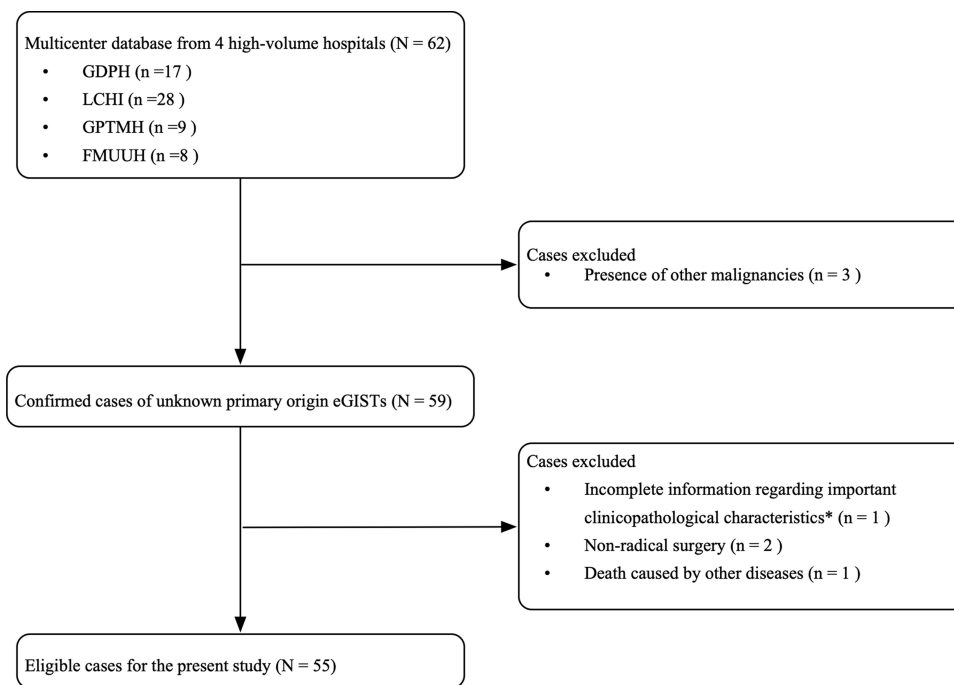 Multicenter database from 4 high-volume hospitals (N = 62)
• GDPH (n =17 )
• LCHI (n =28 )
• GPTMH (n =9 )
• FMUUH (n =8 )
Cases excluded
• Presence of other malignancies (n = 3 )
Confirmed cases of unknown primary origin eGISTs (N = 59)
Cases excluded
• Incomplete information regarding important
clinicopathological characteristics* (n = 1 )
• Non-radical surgery (n = 2 )
• Death caused by other diseases (n = 1 )
Eligible cases for the present study (N = 55)